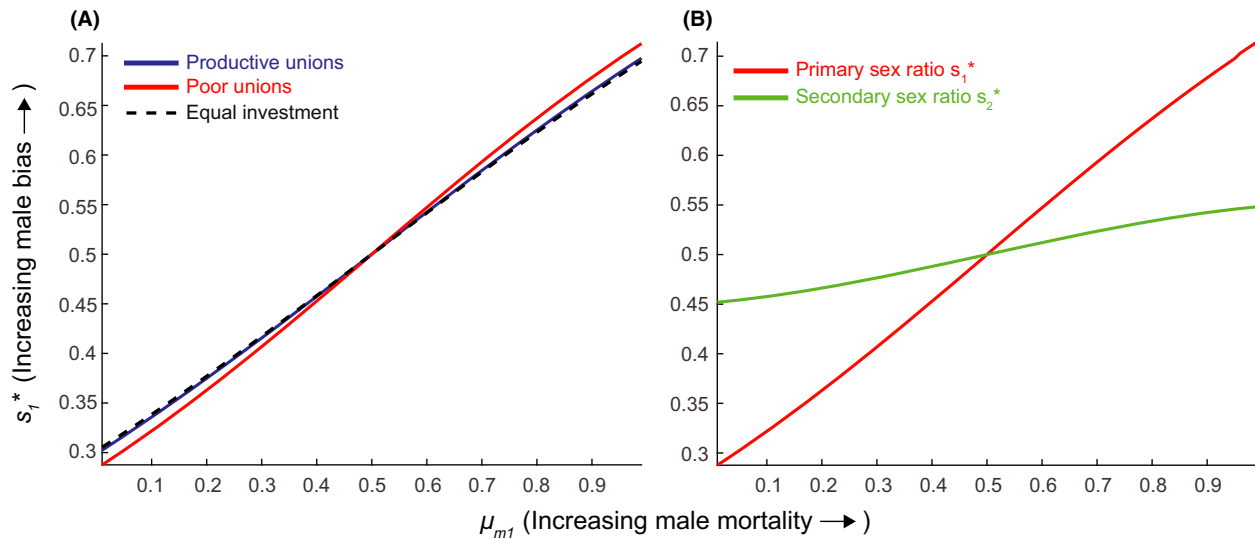 (A)
Productive unions
Poor unions
Equal investment
0.7
0.65
0.6
0.55
0.5
0.45
0.4
0.35
0.3
s₁* (Increasing male bias →)
0.1 0.2 0.3 0.4 0.5 0.6 0.7 0.8 0.9
(B)
Primary sex ratio s₁*
Secondary sex ratio s₂*
0.7
0.65
0.6
0.55
0.5
0.45
0.4
0.35
0.3
0.1 0.2 0.3 0.4 0.5 0.6 0.7 0.8 0.9
μₘ₁ (Increasing male mortality →)